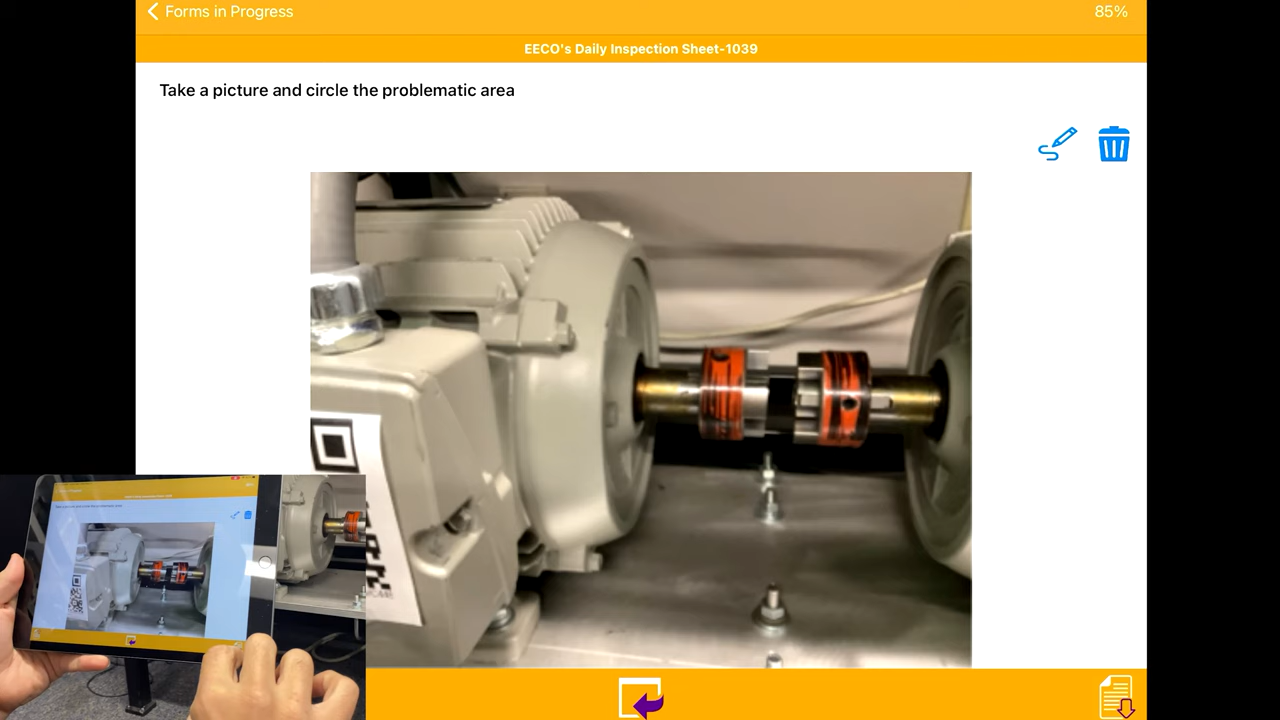 Forms in Progress
85%
EECO's Daily Inspection Sheet-1039
Take a picture and circle the problematic area